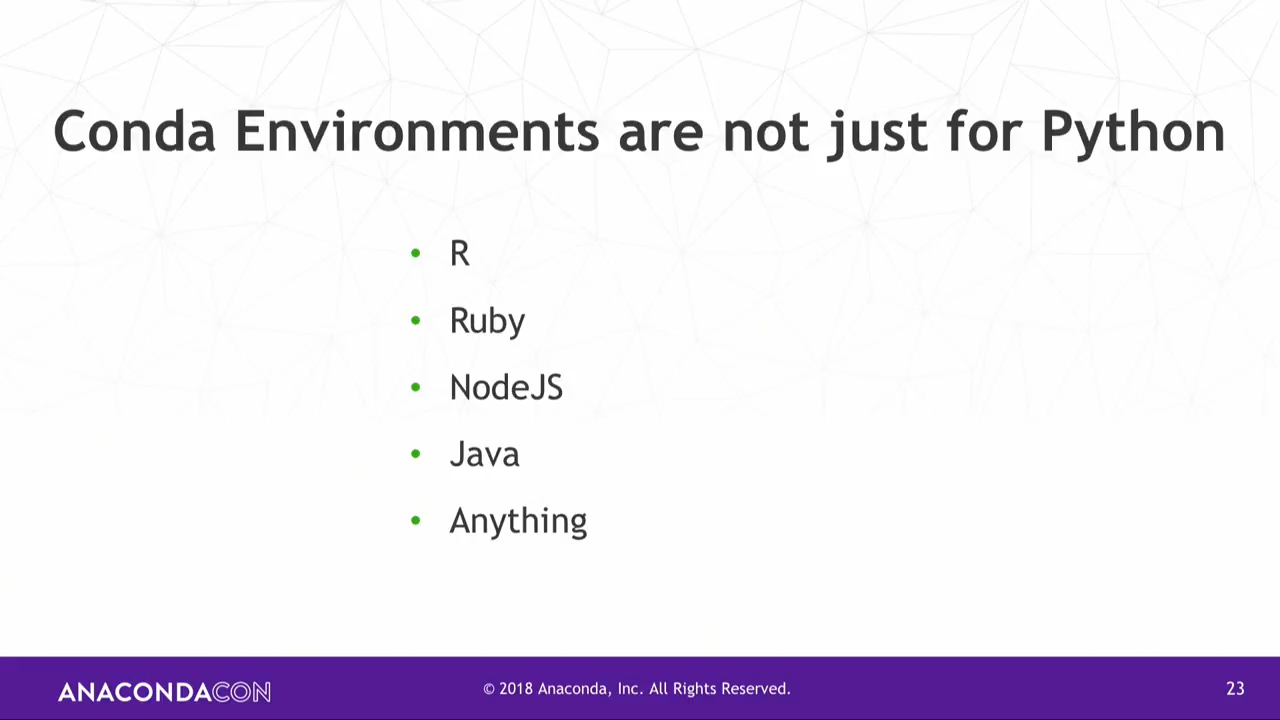 Conda Environments are not just for Python
• R
• Ruby
• NodeJS
• Java
• Anything
ANACONDACON
© 2018 Anaconda, Inc. All Rights Reserved.
23